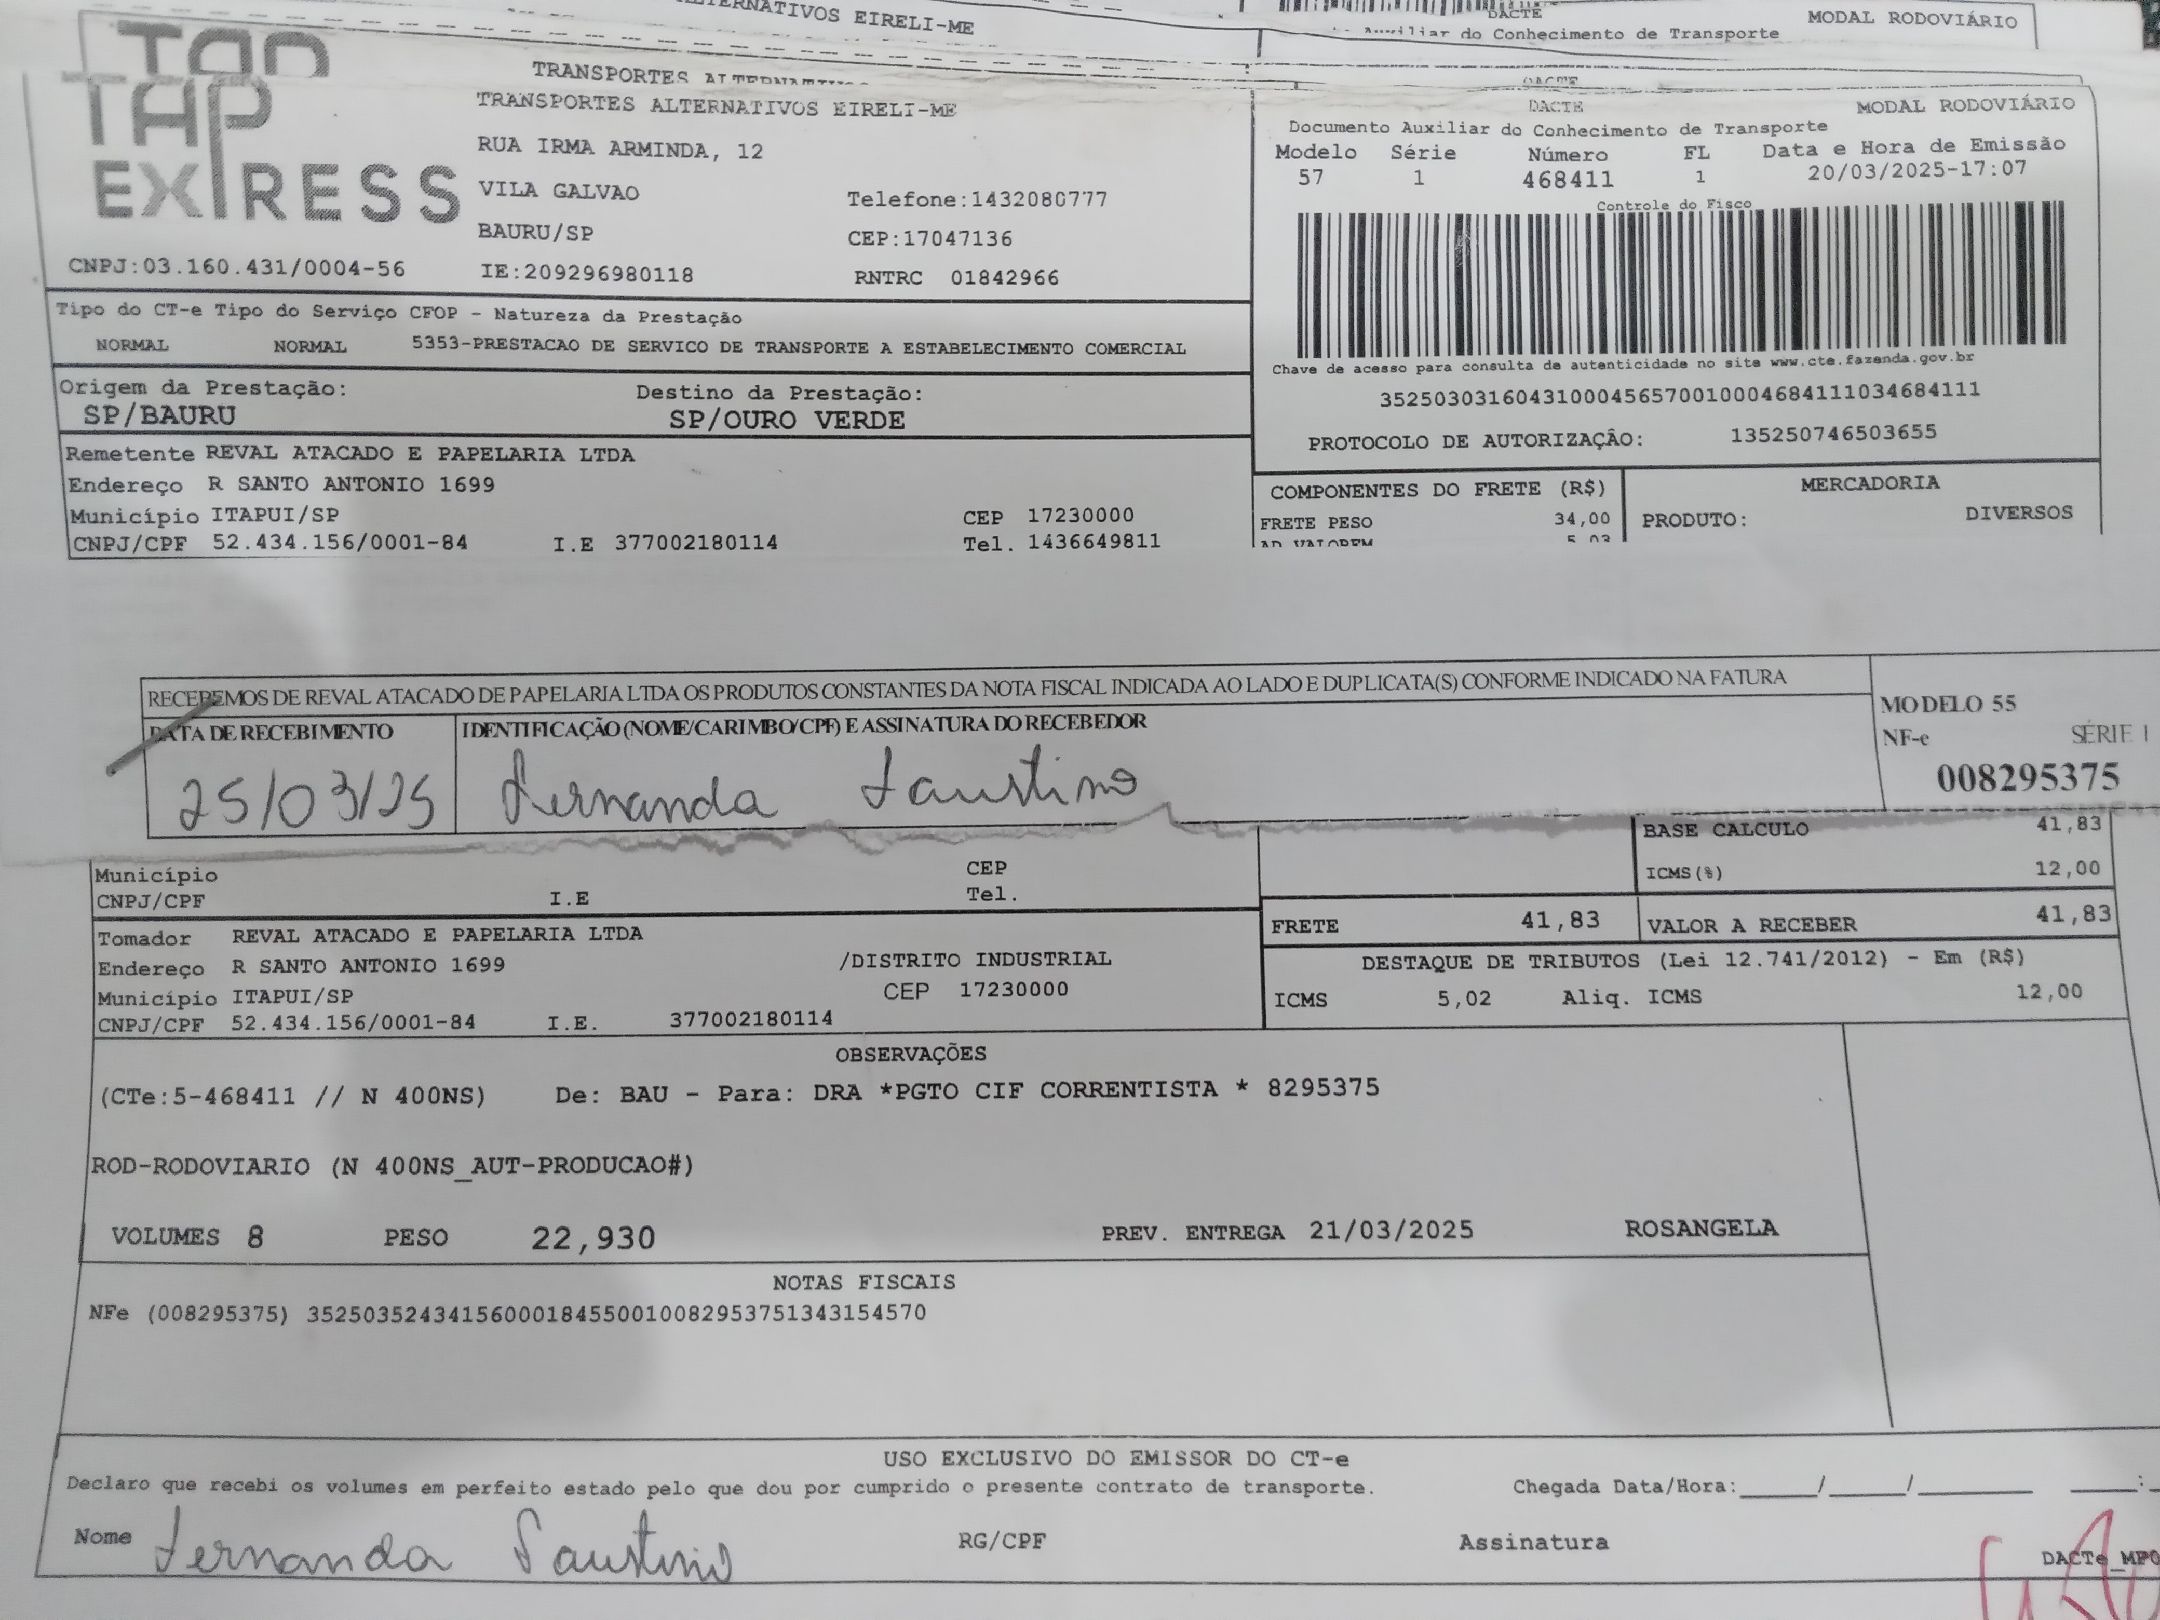 ALTERNATIVOS EIRELI-ME
DACTE
MODAL RODOVIÁRIO
Auxiliar do Conhecimento de Transporte
TAP
TRANSPORTES ALTERNATIVOS
DACTE
TAP
EXPRESS
TRANSPORTES ALTERNATIVOS EIRELI-ME
RUA IRMA ARMINDA, 12
VILA GALVAO
Telefone:1432080777
BAURU/SP
CEP:17047136
CNPJ:03.160.431/0004-56
IE:209296980118
RNTRC 01842966
DACTE
MODAL RODOVIÁRIO
Documento Auxiliar do Conhecimento de Transporte
Modelo Série Número FL Data e Hora de Emissão
57 1 468411 1 20/03/2025-17:07
Controle do Fisco
Chave de acesso para consulta de autenticidade no site www.cte.fazenda.gov.br
35250303160431000456570010004684111034684111
PROTOCOLO DE AUTORIZAÇÃO: 135250746503655
Tipo do CT-e Tipo do Serviço CFOP - Natureza da Prestação
NORMAL NORMAL 5353-PRESTACAO DE SERVICO DE TRANSPORTE A ESTABELECIMENTO COMERCIAL
Origem da Prestação: Destino da Prestação:
SP/BAURU SP/OURO VERDE
Remetente REVAL ATACADO E PAPELARIA LTDA
Endereço R SANTO ANTONIO 1699
Município ITAPUI/SP CEP 17230000
CNPJ/CPF 52.434.156/0001-84 I.E 377002180114 Tel. 1436649811
COMPONENTES DO FRETE (R$)
FRETE PESO 34,00
AD VALOREM 5,03
MERCADORIA
PRODUTO: DIVERSOS
RECEBEMOS DE REVAL ATACADO DE PAPELARIA LTDA OS PRODUTOS CONSTANTES DA NOTA FISCAL INDICADA AO LADO E DUPLICATA(S) CONFORME INDICADO NA FATURA
DATA DE RECEBIMENTO
IDENTIFICAÇÃO (NOME/CARIMBO/CPF) E ASSINATURA DO RECEBEDOR
25/03/25 Fernanda Faustino
MODELO 55
NF-e SÉRIE 1
008295375
BASE CALCULO 41,83
ICMS(%) 12,00
Município CEP
CNPJ/CPF I.E Tel.
FRETE 41,83 VALOR A RECEBER 41,83
Tomador REVAL ATACADO E PAPELARIA LTDA
Endereço R SANTO ANTONIO 1699 /DISTRITO INDUSTRIAL
Município ITAPUI/SP CEP 17230000
CNPJ/CPF 52.434.156/0001-84 I.E. 377002180114
DESTAQUE DE TRIBUTOS (Lei 12.741/2012) - Em (R$)
ICMS 5,02 Aliq. ICMS 12,00
OBSERVAÇÕES
(CTe:5-468411 // N 400NS) De: BAU - Para: DRA *PGTO CIF CORRENTISTA * 8295375
ROD-RODOVIARIO (N 400NS_AUT-PRODUCAO#)
VOLUMES 8 PESO 22,930 PREV. ENTREGA 21/03/2025 ROSANGELA
NOTAS FISCAIS
NFe (008295375) 35250352434156000184550010082953751343154570
USO EXCLUSIVO DO EMISSOR DO CT-e
Declaro que recebi os volumes em perfeito estado pelo que dou por cumprido o presente contrato de transporte. Chegada Data/Hora:____/____/______ ___:
Nome Fernanda Faustino RG/CPF Assinatura
DACTe_MP0